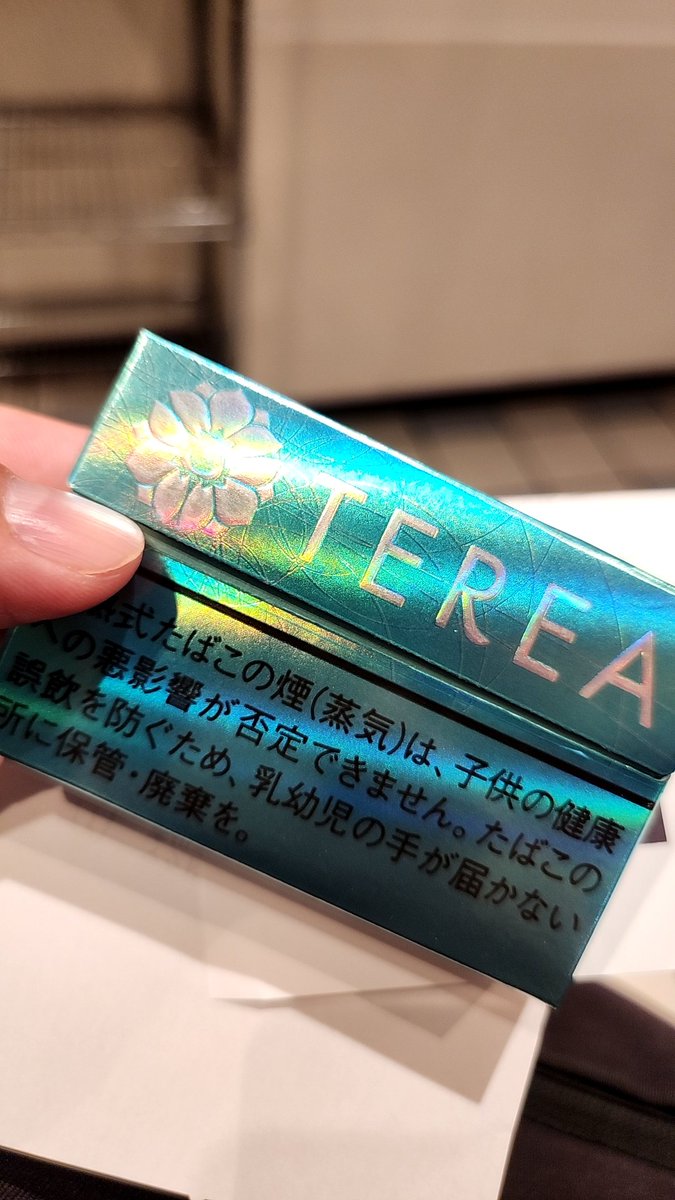 TEREA
式たばこの煙(蒸気)は、子供の健康
への悪影響が否定できません。たばこの
誤飲を防ぐため、乳幼児の手が届かない
所に保管・廃棄を。